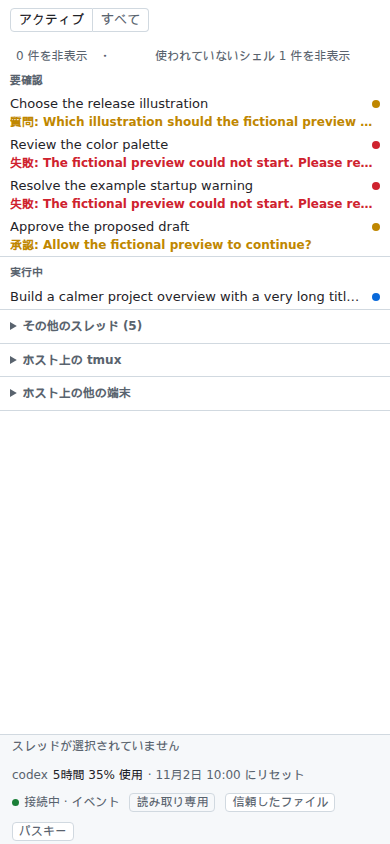 アクティブ すべて
0 件を非表示 · 使われていないシェル 1 件を非表示
要確認
Choose the release illustration
質問: Which illustration should the fictional preview …
Review the color palette
失敗: The fictional preview could not start. Please re…
Resolve the example startup warning
失敗: The fictional preview could not start. Please re…
Approve the proposed draft
承認: Allow the fictional preview to continue?
実行中
Build a calmer project overview with a very long titl…
▶ その他のスレッド (5)
▶ ホスト上の tmux
▶ ホスト上の他の端末
スレッドが選択されていません
codex 5時間 35% 使用 · 11月2日 10:00 にリセット
接続中 · イベント 読み取り専用 信頼したファイル
パスキー